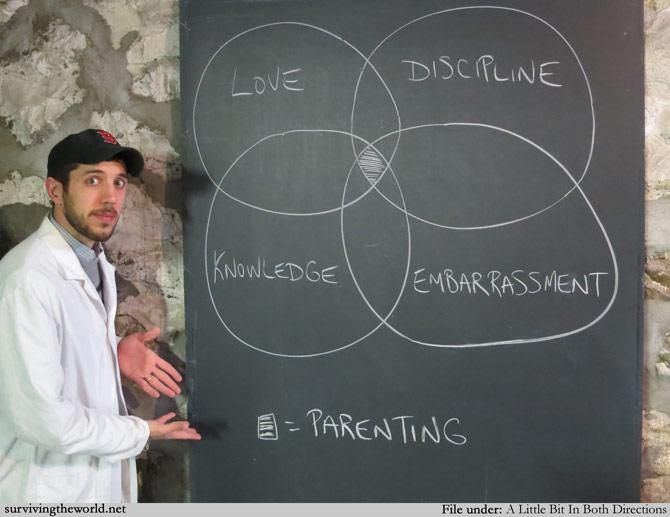 LOVE
DISCIPLINE
KNOWLEDGE
EMBARRASSMENT
= PARENTING
survivingtheworld.net
File under: A Little Bit In Both Directions